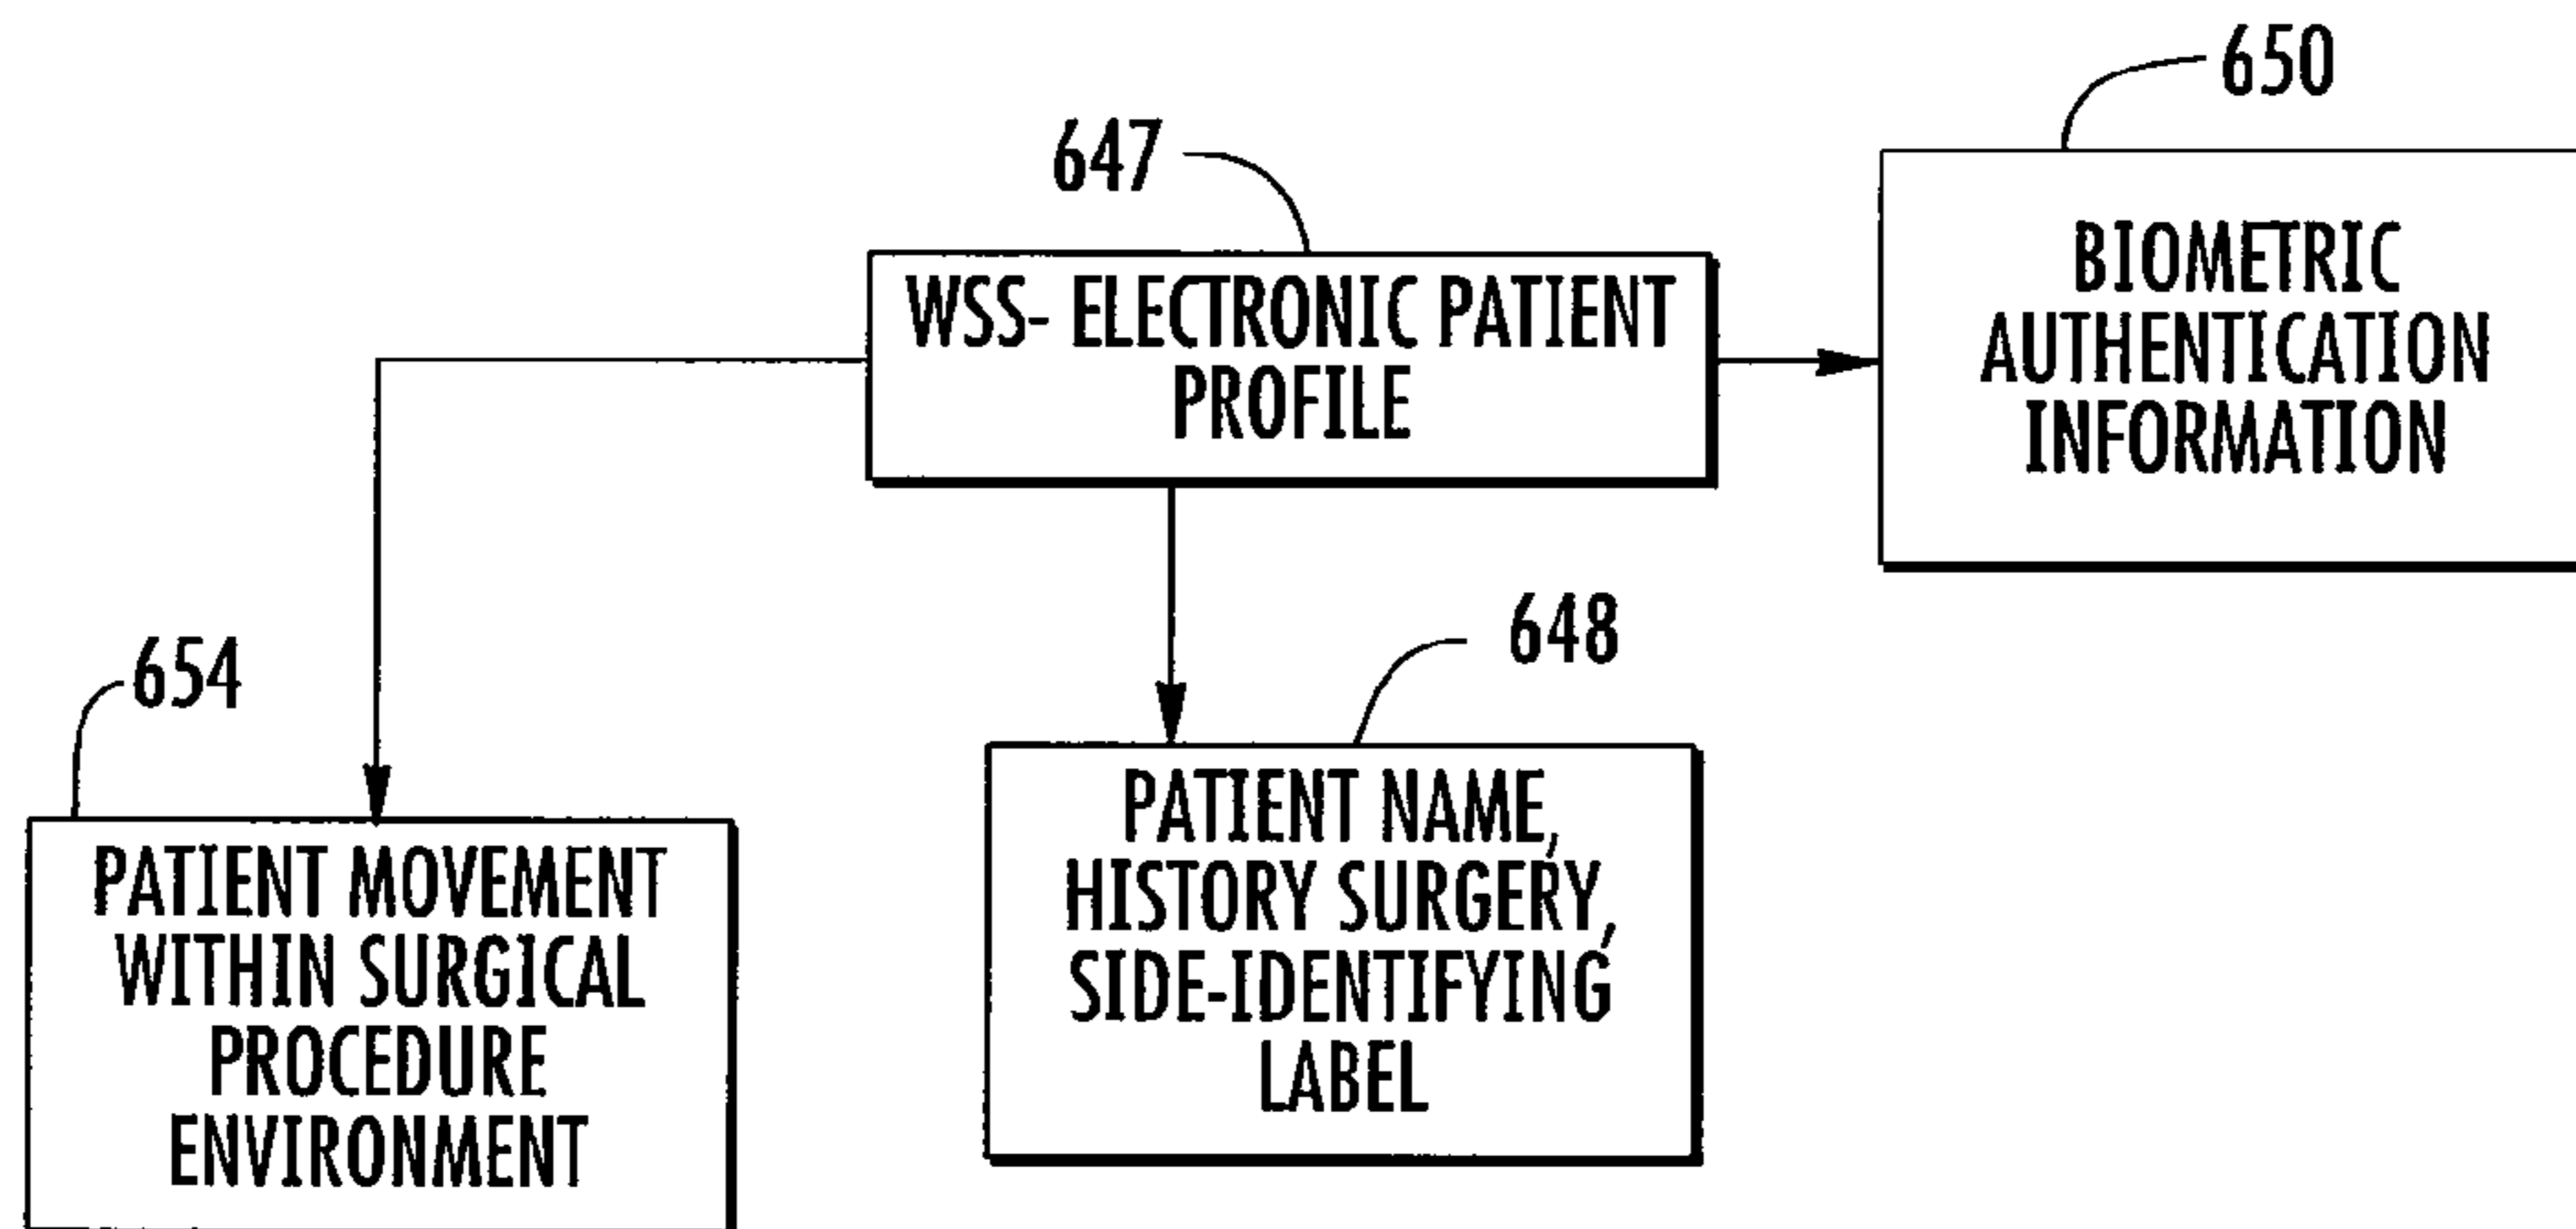 650
647
WSS- ELECTRONIC PATIENT
PROFILE
BIOMETRIC
AUTHENTICATION
INFORMATION
654
648
PATIENT MOVEMENT
WITHIN SURGICAL
PROCEDURE
ENVIRONMENT
PATIENT NAME,
HISTORY SURGERY,
SIDE-IDENTIFYING
LABEL